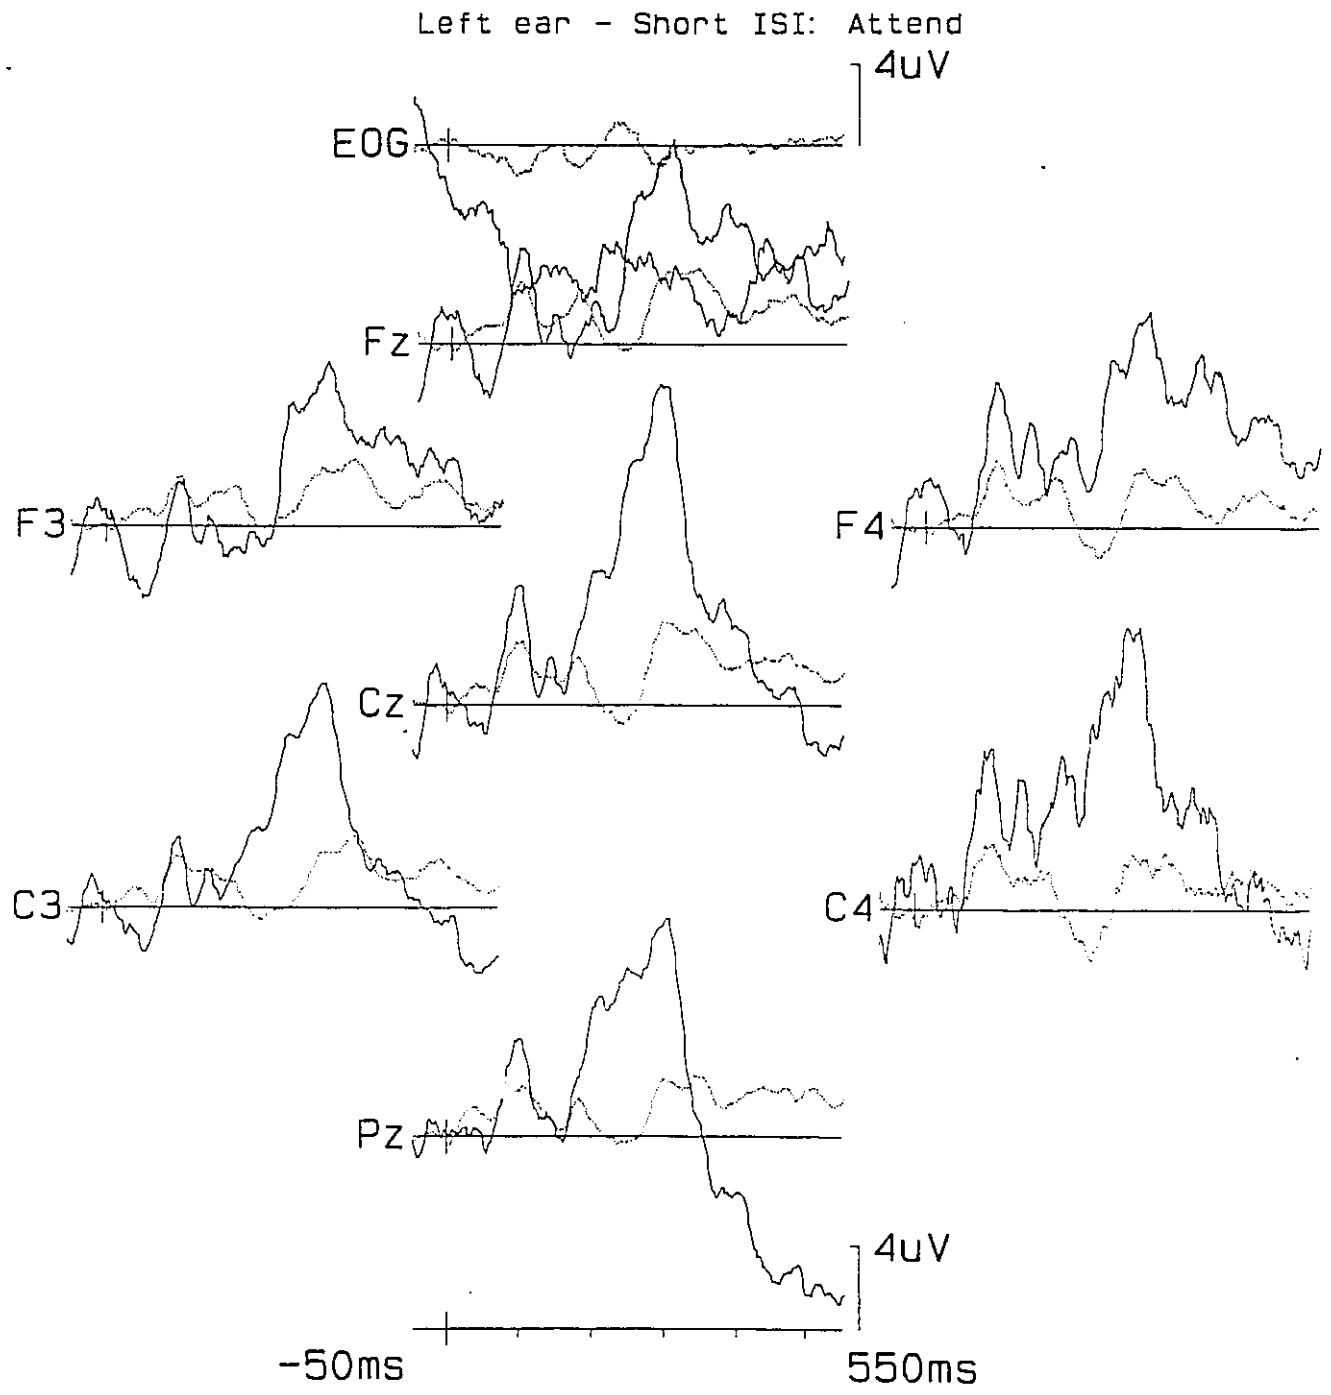 Left ear - Short ISI: Attend
4uV
EOG
Fz
F3
F4
Cz
C3
C4
Pz
4uV
-50ms
550ms